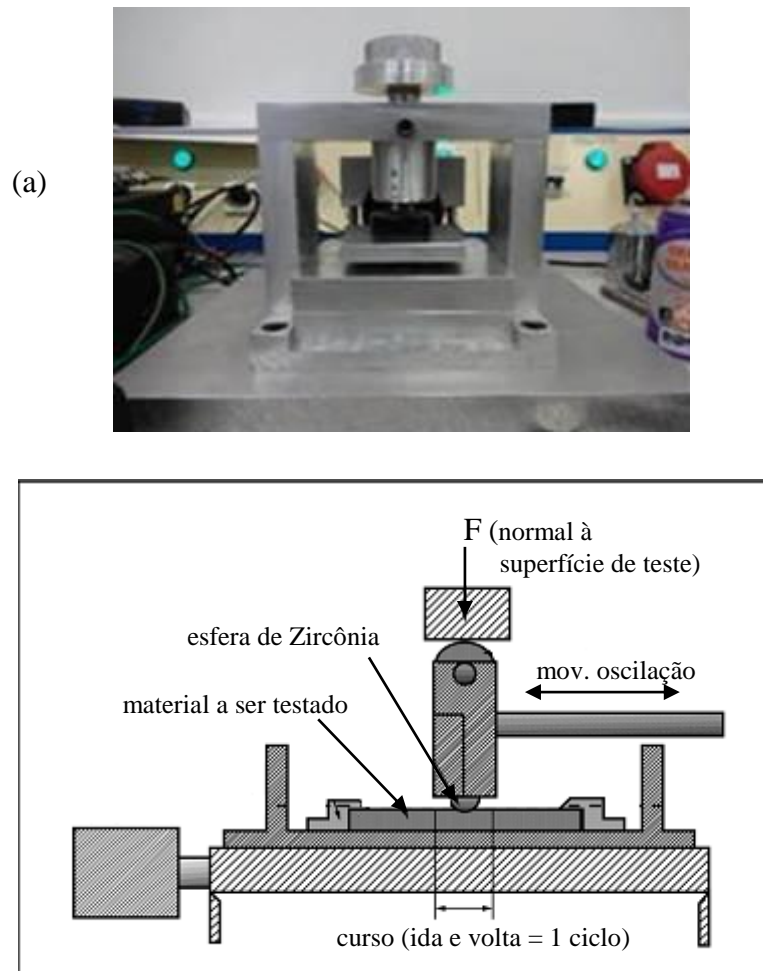 (a)
F (normal à
superfície de teste)
esfera de Zircônia
mov. oscilação
material a ser testado
curso (ida e volta = 1 ciclo)